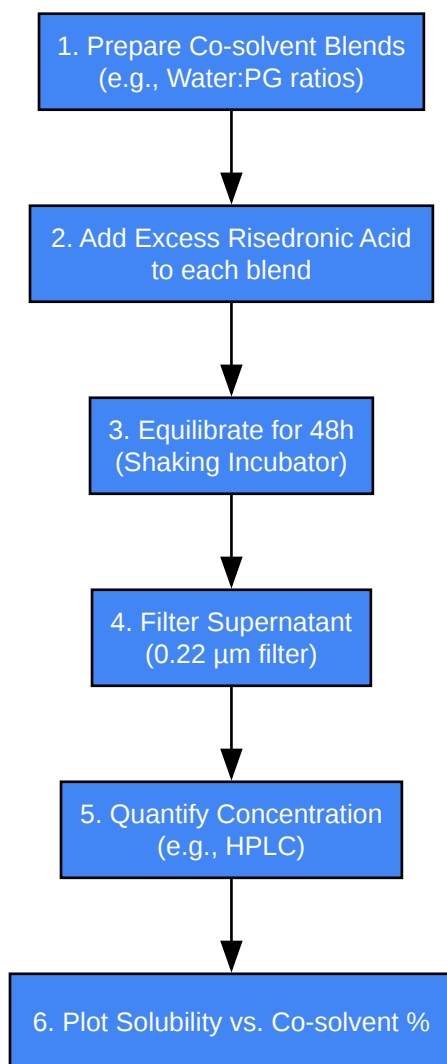 1. Prepare Co-solvent Blends
(e.g., Water:PG ratios)
2. Add Excess Risedronic Acid
to each blend
3. Equilibrate for 48h
(Shaking Incubator)
4. Filter Supernatant
(0.22 µm filter)
5. Quantify Concentration
(e.g., HPLC)
6. Plot Solubility vs. Co-solvent %